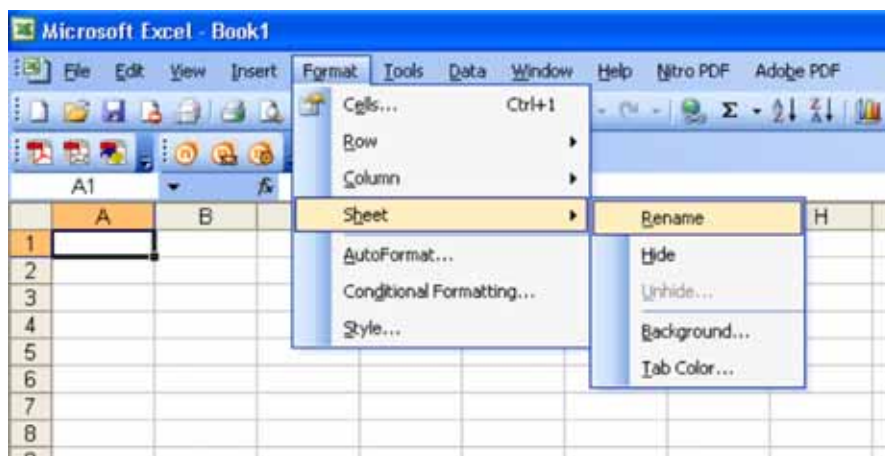 Microsoft Excel - Book1
File Edit View Insert Format Tools Data Window Help Nitro PDF Adobe PDF
Cells... Ctrl+1
Row
Column
Sheet
AutoFormat...
Conditional Formatting...
Style...
Rename
Hide
Unhide...
Background...
Tab Color...
Σ A Z Z A
A1 fx
A B H
1
2
3
4
5
6
7
8